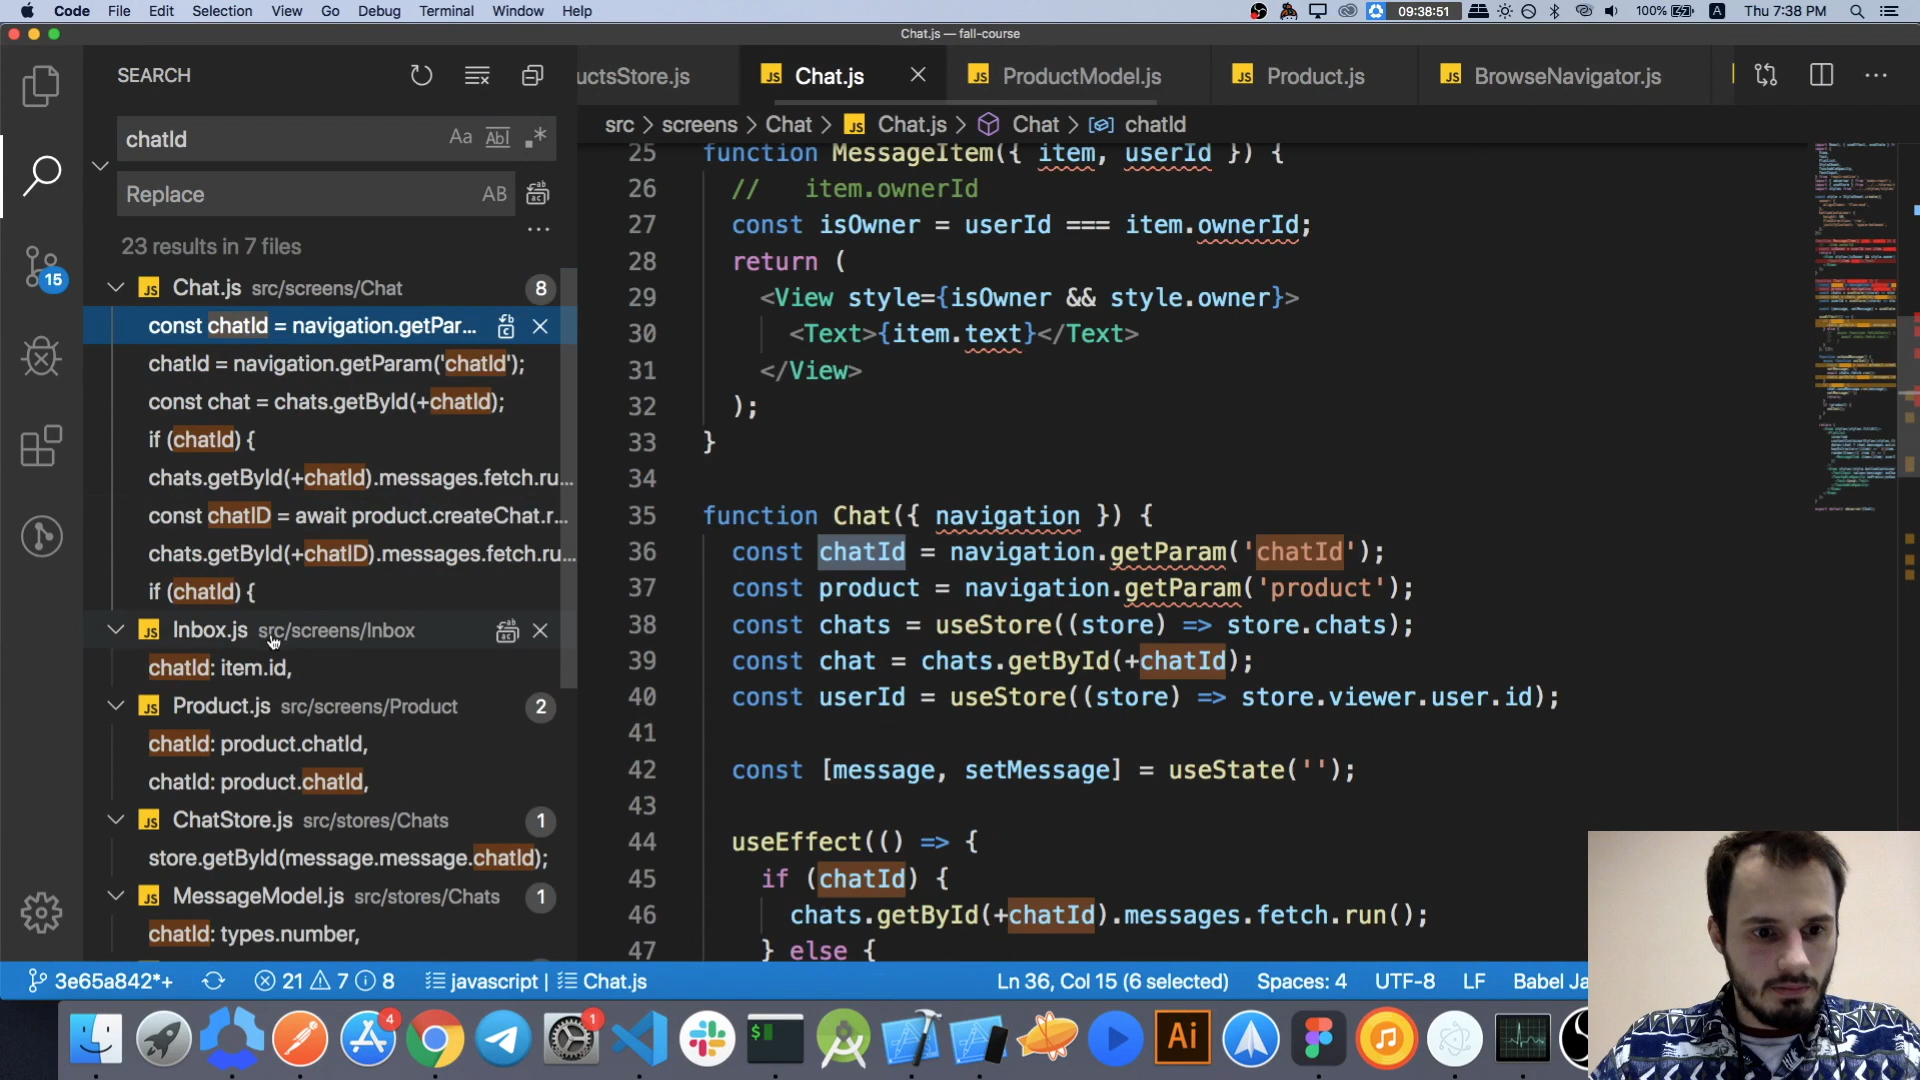 Code File Edit Selection View Go Debug Terminal Window Help 09:38:51 100% A Thu 7:38 PM
Chat.js — fall-course
SEARCH
uctsStore.js
JS Chat.js
JS ProductModel.js
JS Product.js
JS BrowseNavigator.js
src > screens > Chat > JS Chat.js > Chat > chatId
chatId Aa Abl
Replace AB
23 results in 7 files
JS Chat.js src/screens/Chat 8
const chatId = navigation.getPar...
chatId = navigation.getParam('chatId');
const chat = chats.getById(+chatId);
if (chatId) {
chats.getById(+chatId).messages.fetch.ru...
const chatID = await product.createChat.r...
chats.getById(+chatID).messages.fetch.ru...
if (chatId) {
JS Inbox.js src/screens/Inbox
chatId: item.id,
JS Product.js src/screens/Product 2
chatId: product.chatId,
chatId: product.chatId,
JS ChatStore.js src/stores/Chats 1
store.getById(message.message.chatId);
JS MessageModel.js src/stores/Chats 1
chatId: types.number,
15
25 function MessageItem({ item, userId }) {
26 // item.ownerId
27 const isOwner = userId === item.ownerId;
28 return (
29 <View style={isOwner && style.owner}>
30 <Text>{item.text}</Text>
31 </View>
32 );
33 }
34
35 function Chat({ navigation }) {
36 const chatId = navigation.getParam('chatId');
37 const product = navigation.getParam('product');
38 const chats = useStore((store) => store.chats);
39 const chat = chats.getById(+chatId);
40 const userId = useStore((store) => store.viewer.user.id);
41
42 const [message, setMessage] = useState('');
43
44 useEffect(() => {
45 if (chatId) {
46 chats.getById(+chatId).messages.fetch.run();
47 } else {
3e65a842*+ 21 7 8 javascript | Chat.js Ln 36, Col 15 (6 selected) Spaces: 4 UTF-8 LF Babel Ja
4 1 Ai